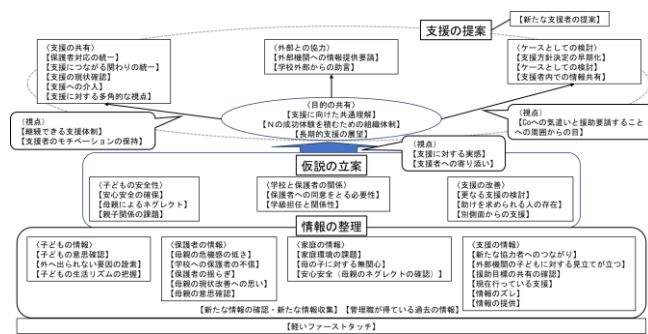 支援の提案
【新たな支援者の提案】
〈支援の共有〉
【保護者対応の統一】
【支援につながる関わりの統一】
【支援の現状確認】
【支援への介入】
【支援に対する多角的な視点】
〈外部との協力〉
【外部機関への情報提供要請】
【学校外部からの助言】
〈ケースとしての検討〉
【支援方針決定の早期化】
【ケースとしての検討】
【支援者内での情報共有】
〈目的の共有〉
【支援に向けた共通理解】
【Nの成功体験を積むための組織体制】
【長期的支援の展望】
〈視点〉
【継続できる支援体制】
【支援者のモチベーションの保持】
〈視点〉
【Coへの気遣いと援助要請すること
への周囲からの目】
〈視点〉
【支援に対する実感】
【支援者への寄り添い】
仮説の立案
〈子どもの安全性〉
【安心安全の確保】
【母親によるネグレクト】
【親子関係の課題】
〈学校と保護者の関係〉
【保護者への同意をとる必要性】
【学級担任と関係性】
〈支援の改善〉
【更なる支援の検討】
【助けを求められる人の存在】
【別側面からの支援】
情報の整理
〈子どもの情報〉
【子どもの意思確認】
【外へ出られない要因の詮索】
【子どもの生活リズムの把握】
〈保護者の情報〉
【母親の危機感の低さ】
【学校への保護者の不信】
【保護者の揺らぎ】
【母親の現状改善への思い】
【母親の意思確認】
〈家庭の情報〉
【家庭環境の課題】
【母の子に対する無関心】
【安心安全（母親のネグレクトの確認）】
〈支援の情報〉
【新たな協力者へのつながり】
【外部機関の子どもに対する見立てが立つ】
【援助目標の共有の確認】
【現在行っている支援】
【情報のズレ】
【情報の提供】
【新たな情報の確認・新たな情報収集】【管理職が得ている過去の情報】
【軽いファーストタッチ】